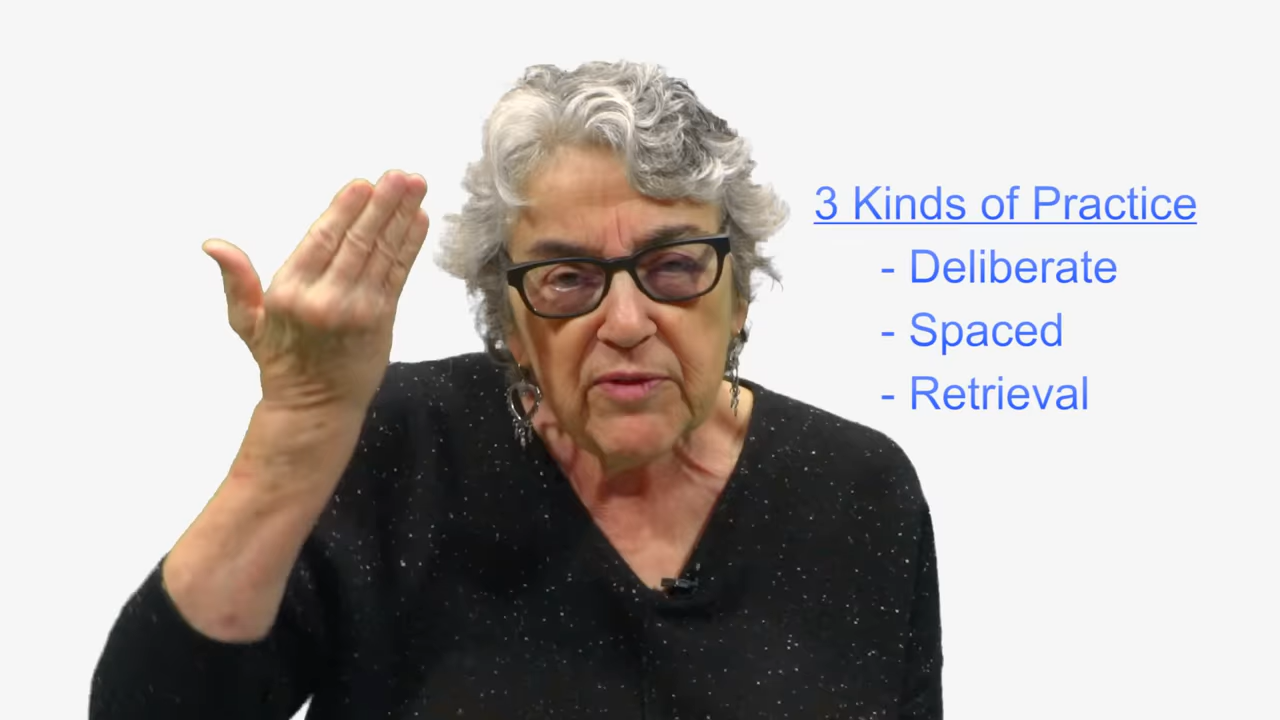 3 Kinds of Practice
- Deliberate
- Spaced
- Retrieval